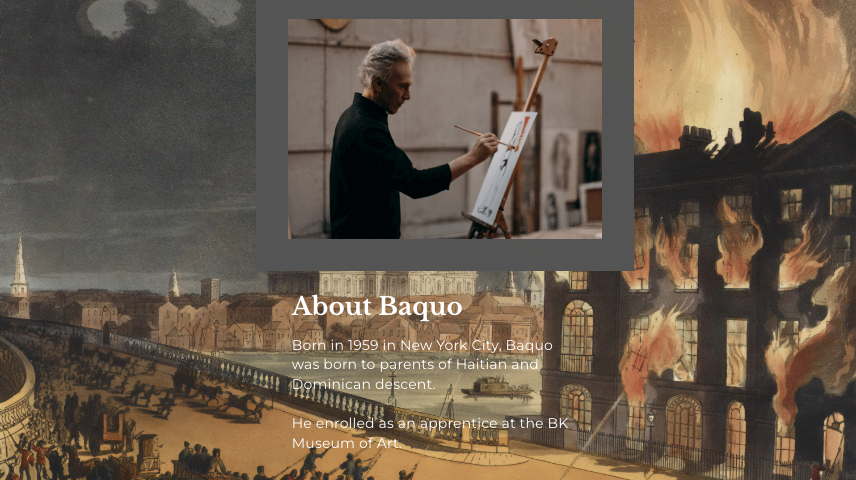 About Baquo
Born in 1959 in New York City, Baquo
was born to parents of Haitian and
Dominican descent.
He enrolled as an apprentice at the BK
Museum of Art.